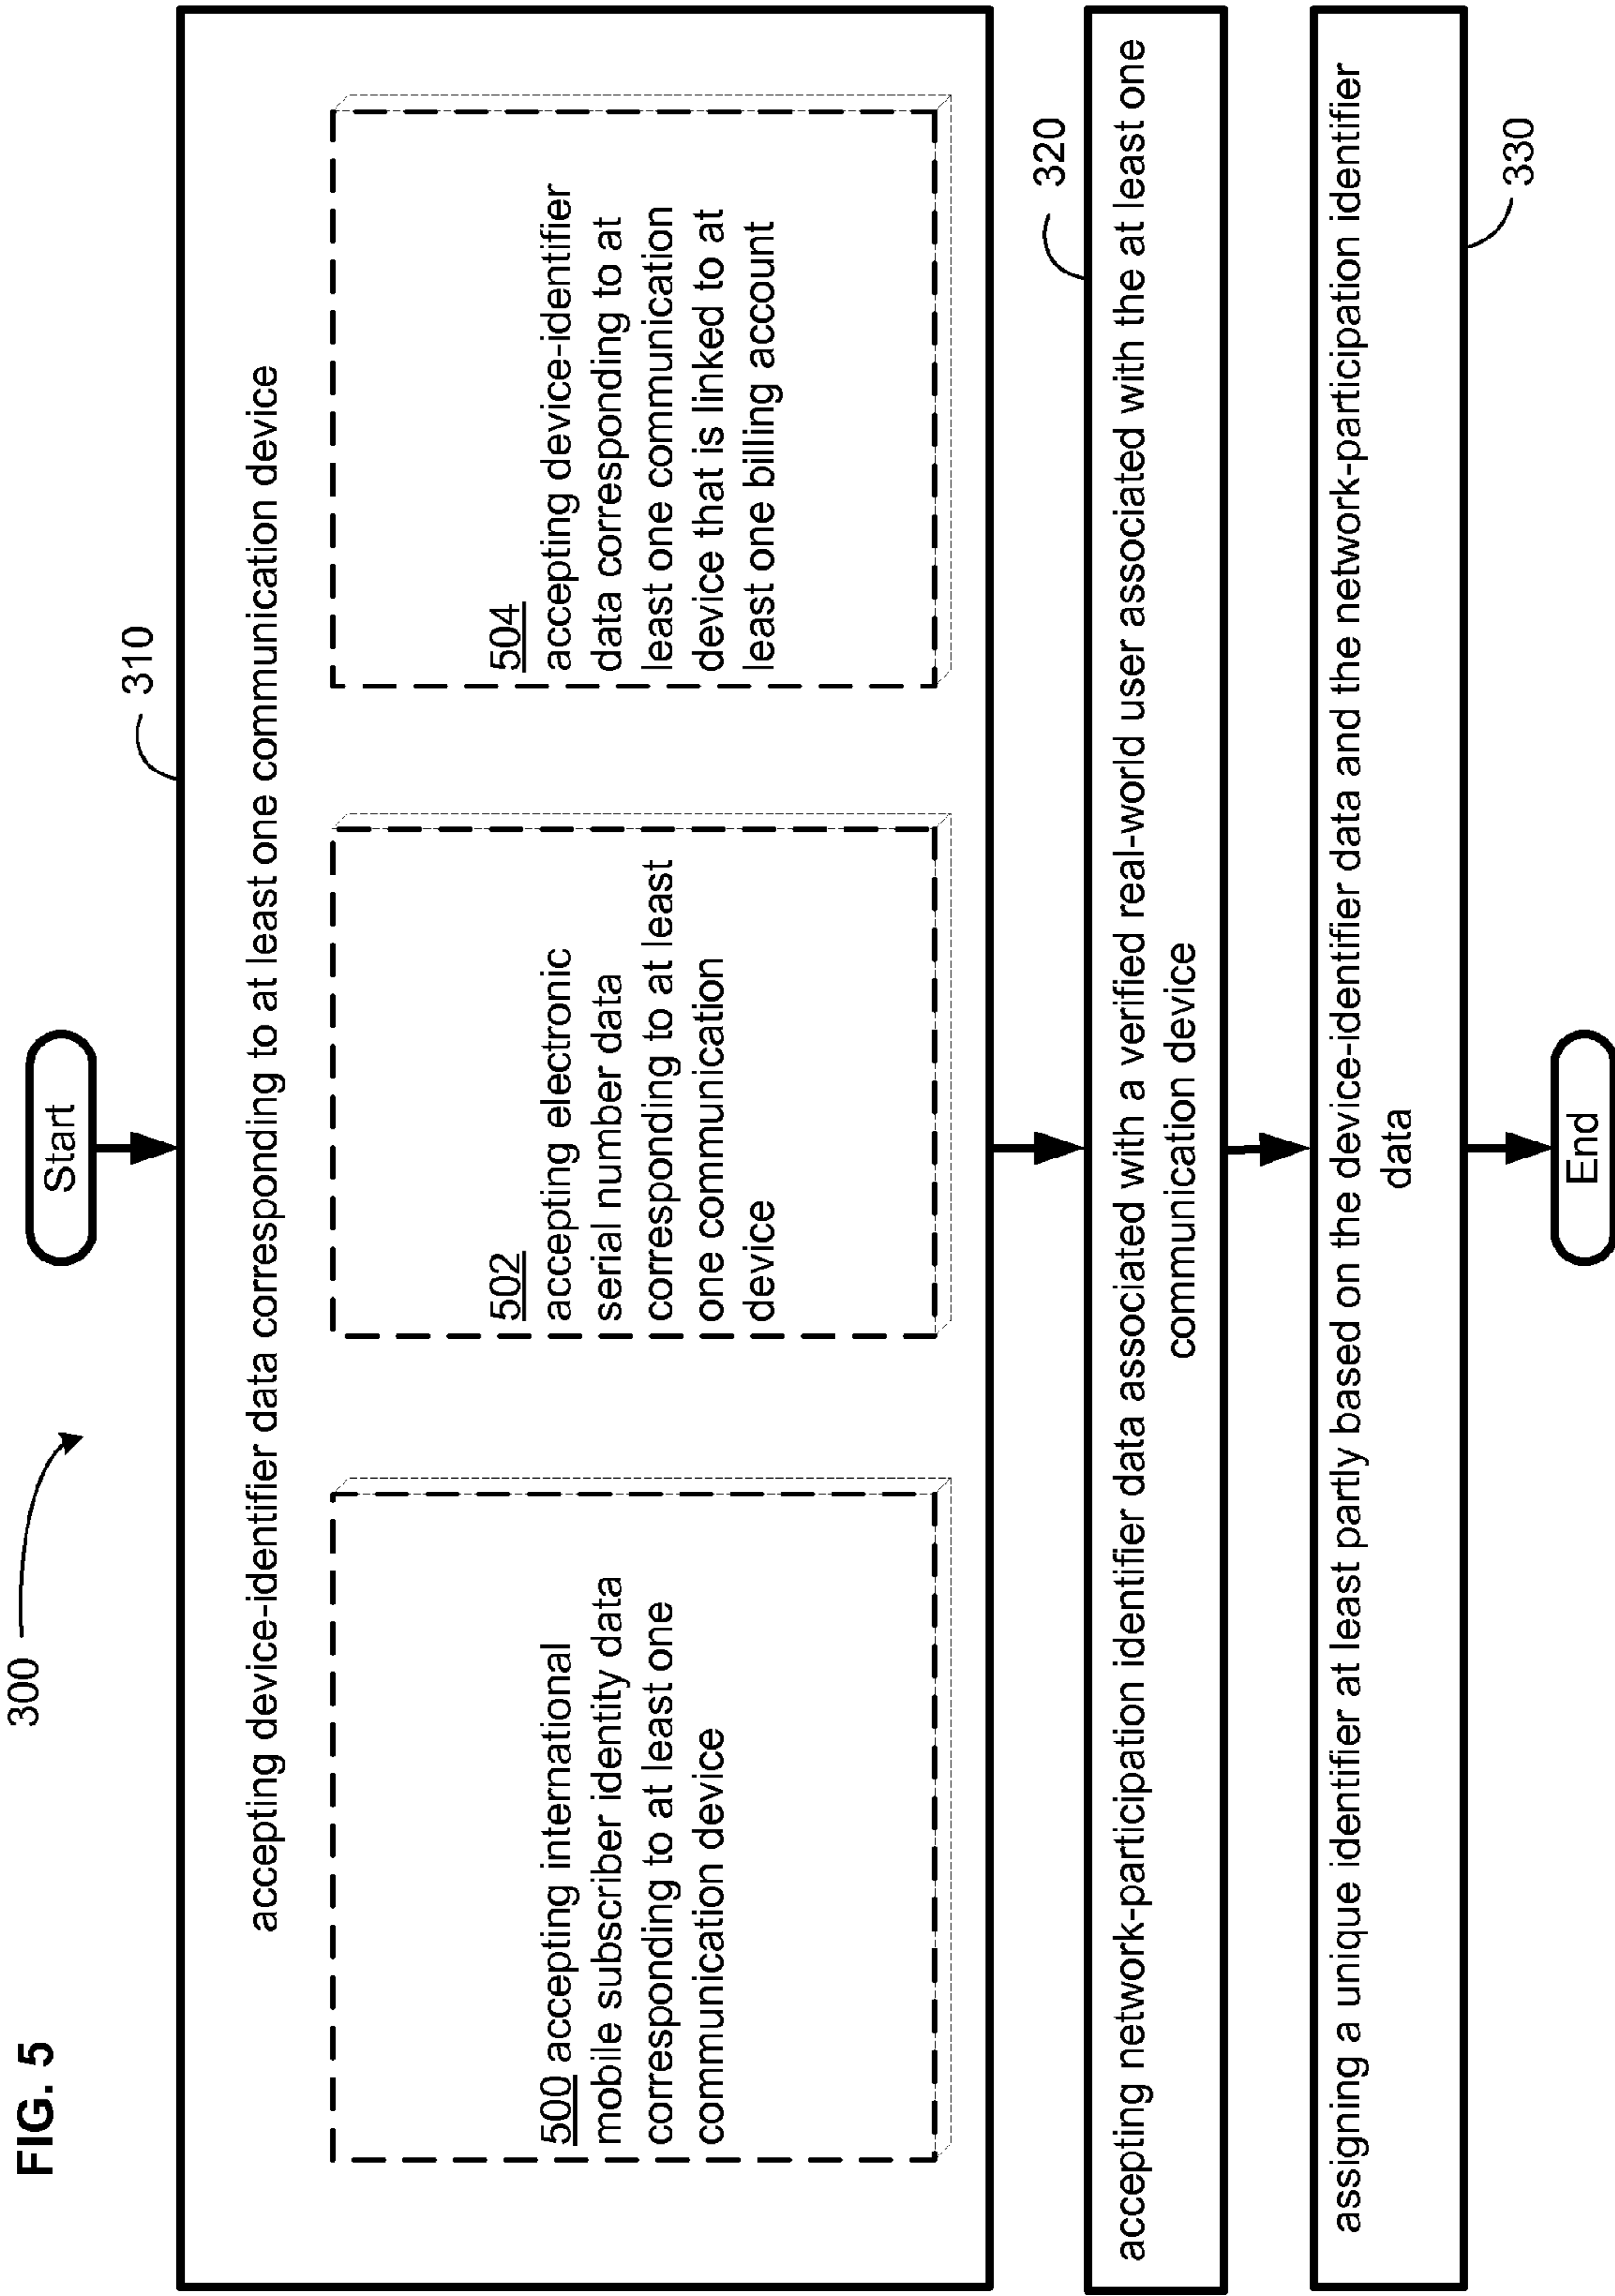 FIG. 5
300
Start
310
accepting device-identifier data corresponding to at least one communication device
500 accepting international
mobile subscriber identity data
corresponding to at least one
communication device
502
accepting electronic
serial number data
corresponding to at least
one communication
device
504
accepting device-identifier
data corresponding to at
least one communication
device that is linked to at
least one billing account
320
accepting network-participation identifier data associated with a verified real-world user associated with the at least one
communication device
330
assigning a unique identifier at least partly based on the device-identifier data and the network-participation identifier
data
End